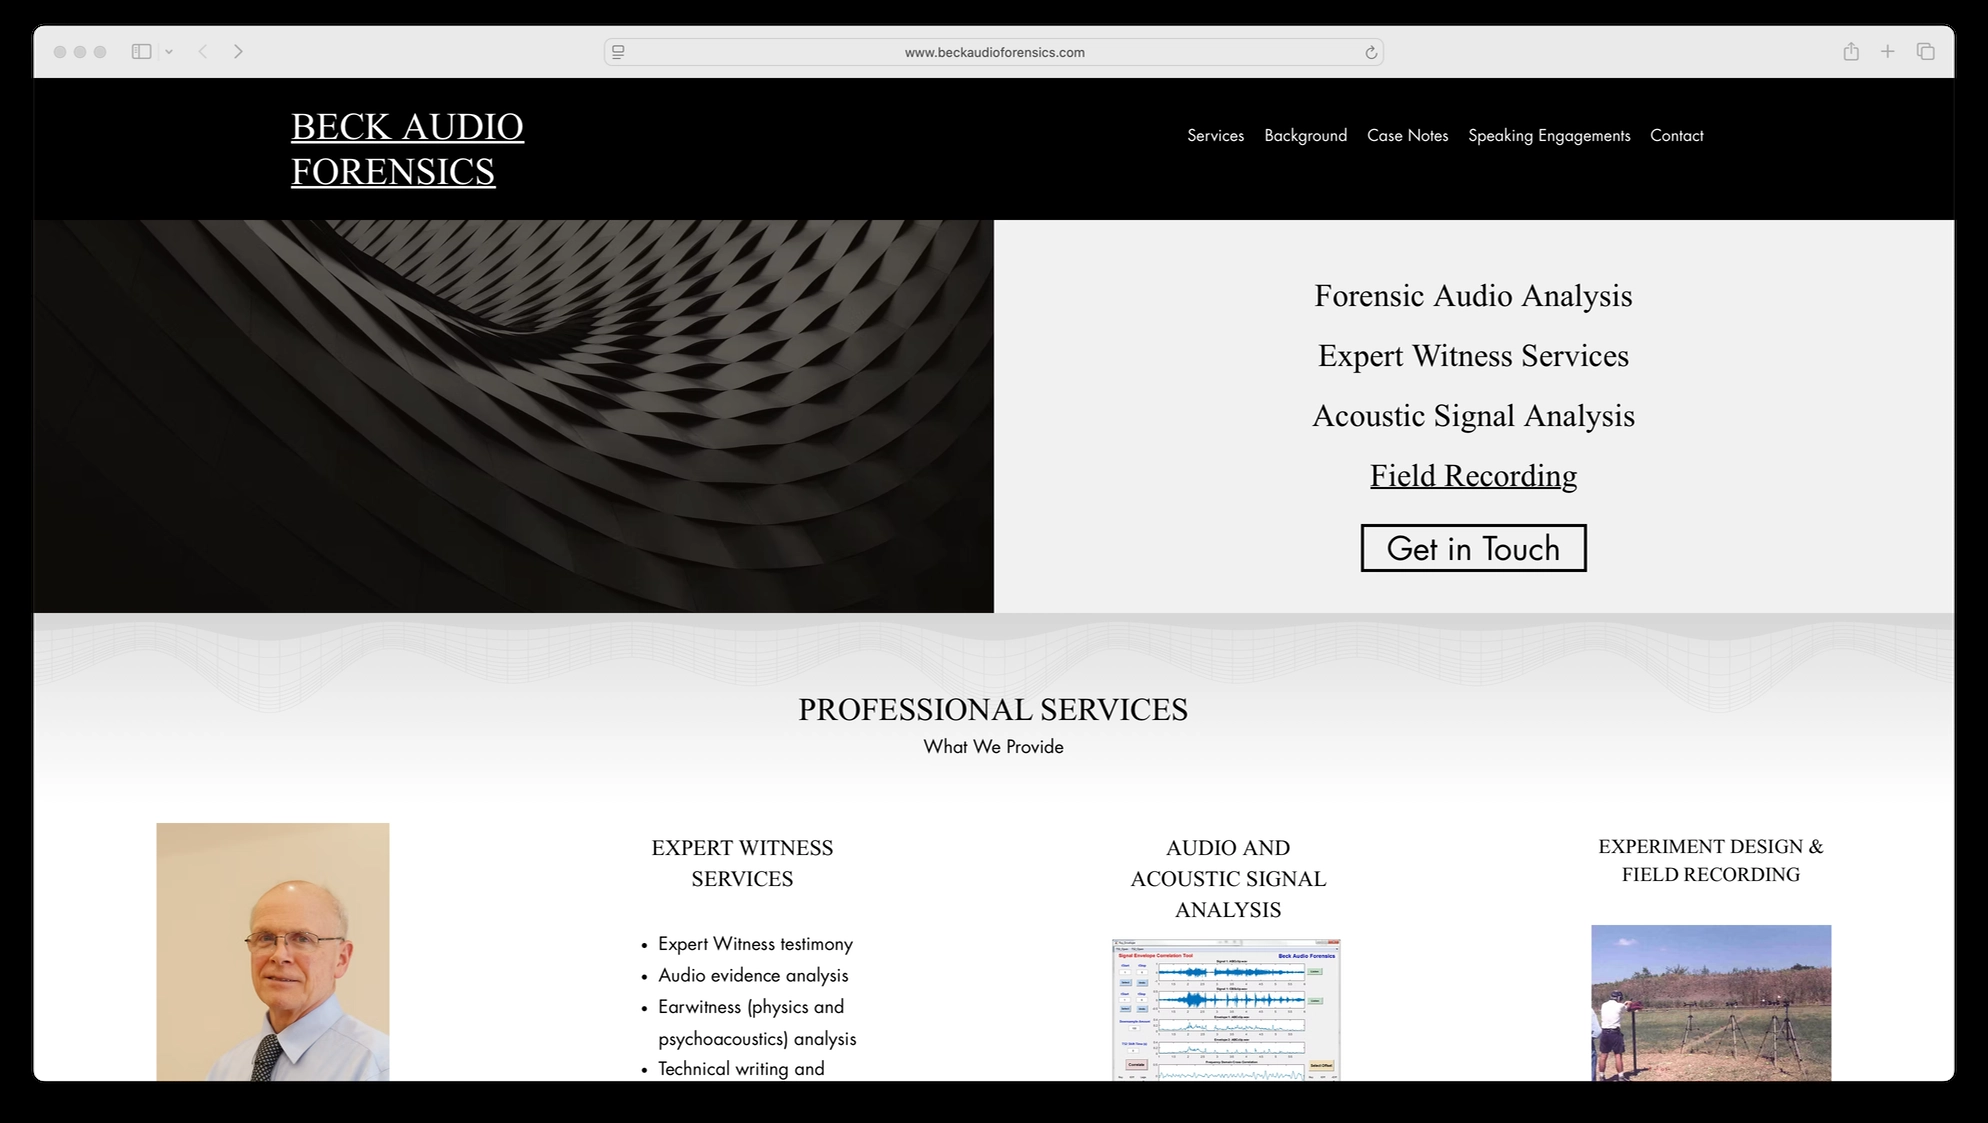 www.beckaudioforensics.com
BECK AUDIO
FORENSICS
Services Background Case Notes Speaking Engagements Contact
Forensic Audio Analysis
Expert Witness Services
Acoustic Signal Analysis
Field Recording
Get in Touch
PROFESSIONAL SERVICES
What We Provide
EXPERT WITNESS
SERVICES
• Expert Witness testimony
• Audio evidence analysis
• Earwitness (physics and
psychoacoustics) analysis
• Technical writing and
AUDIO AND
ACOUSTIC SIGNAL
ANALYSIS
Signal Envelope Correlation Tool
Beck Audio Forensics
Correlate
EXPERIMENT DESIGN &
FIELD RECORDING